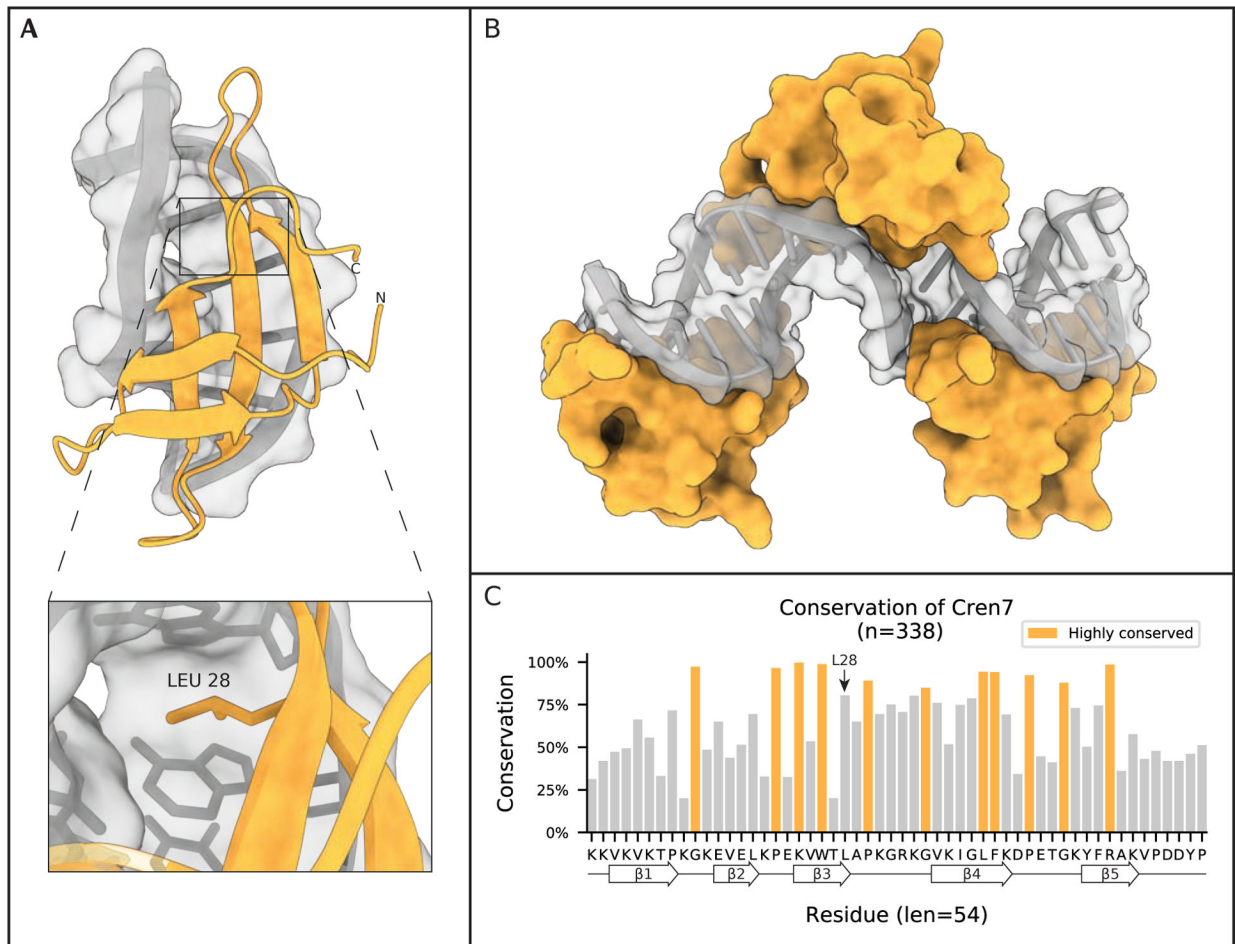 A
C
N
LEU 28
B
C
Conservation of Cren7
(n=338)
Highly conserved
L28
100%
75%
50%
25%
0%
Conservation
KKVKVKTPKGKEVELKPEKVWTLAPKGRKGVKIGLFKDPETGKYFRAKVPDDYP
β1 β2 β3 β4 β5
Residue (len=54)